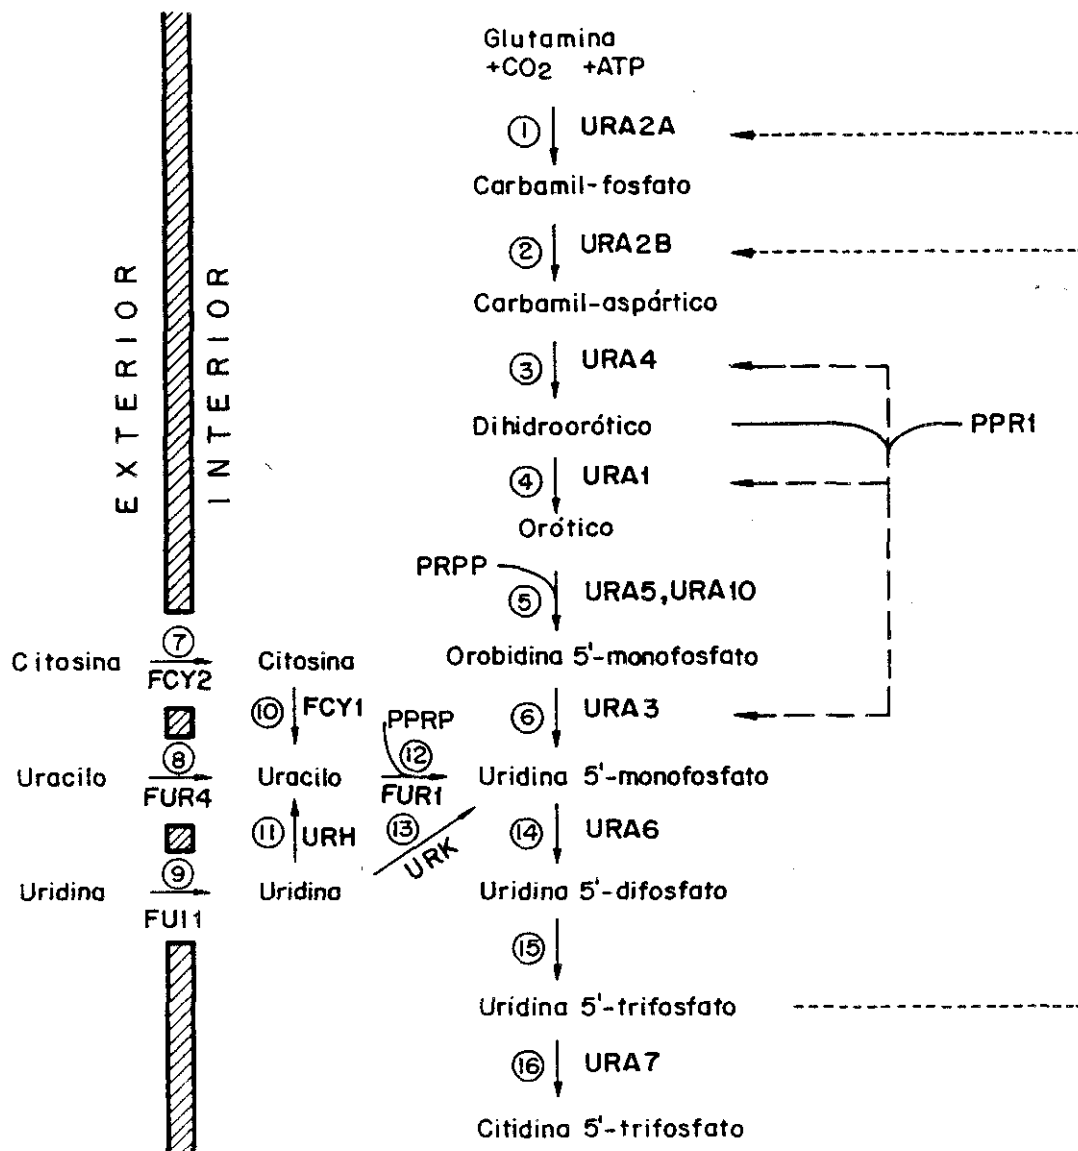 Glutamina
+CO2 +ATP
1 URA2A
Carbamil-fosfato
2 URA2B
Carbamil-aspártico
3 URA4
Dihidroorótico
PPR1
4 URA1
Orótico
PRPP
5 URA5,URA10
Orobidina 5'-monofosfato
6 URA3
Uridina 5'-monofosfato
14 URA6
Uridina 5'-difosfato
15
Uridina 5'-trifosfato
16 URA7
Citidina 5'-trifosfato
EXTERIOR
INTERIOR
Citosina
7
FCY2
Citosina
10 FCY1
Uracilo
8
FUR4
Uracilo
PPRP
12
FUR1
11 URH
13
URK
Uridina
9
FUI1
Uridina